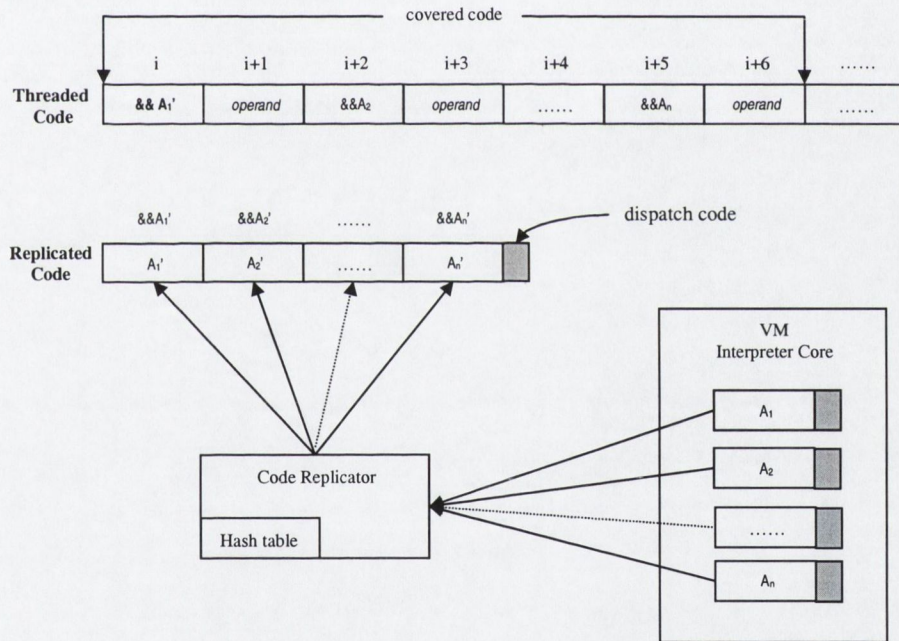 covered code
i i+1 i+2 i+3 i+4 i+5 i+6 ......
Threaded
Code
&& A₁' operand &&A₂ operand ...... &&Aₙ operand ......
&&A₁' &&A₂' ...... &&Aₙ' dispatch code
Replicated
Code
A₁' A₂' ...... Aₙ'
VM
Interpreter Core
A₁
A₂
......
Aₙ
Code Replicator
Hash table